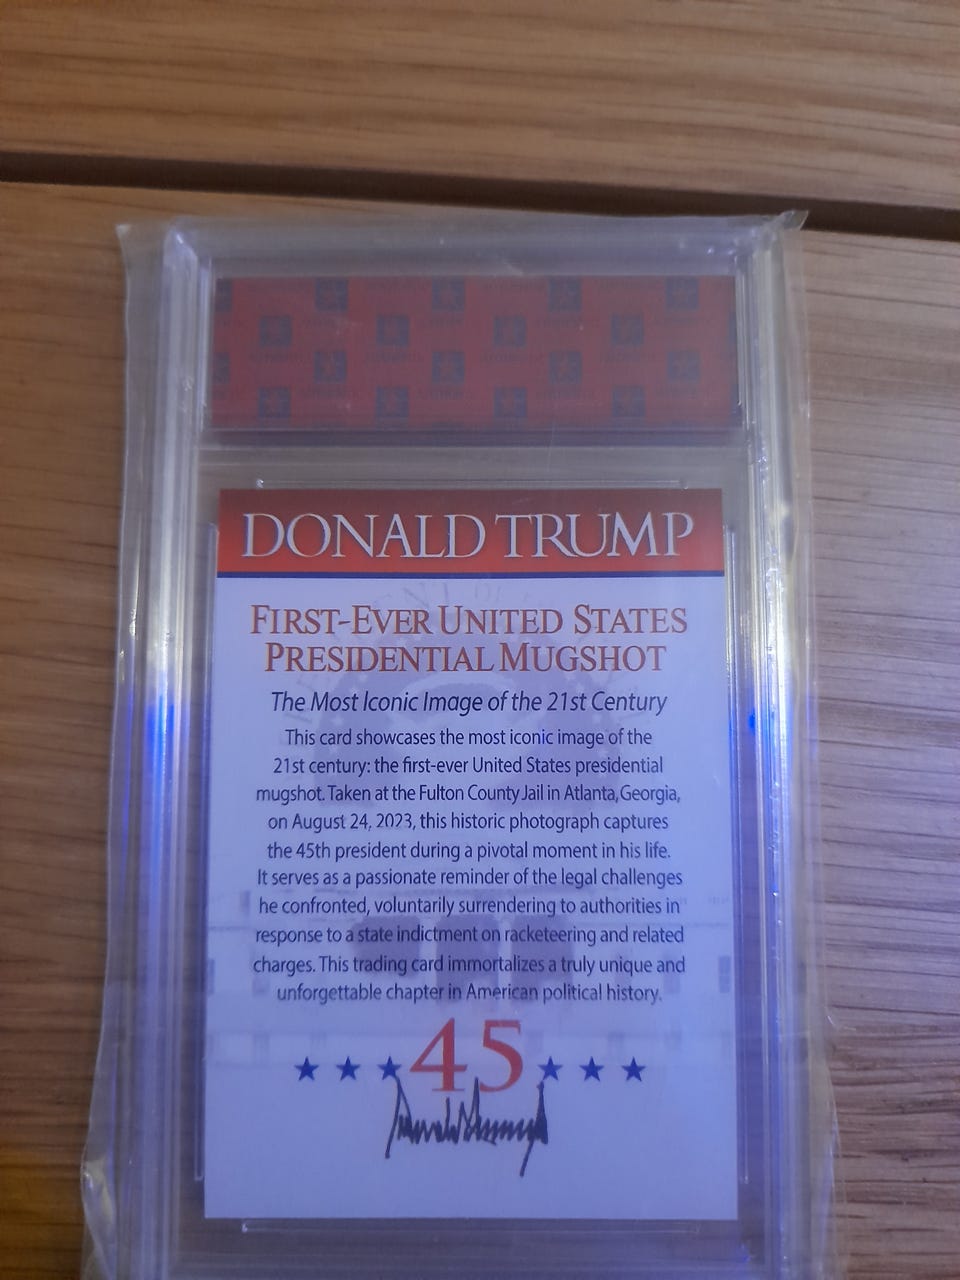 DONALD TRUMP
FIRST-EVER UNITED STATES
PRESIDENTIAL MUGSHOT
The Most Iconic Image of the 21st Century
This card showcases the most iconic image of the
21st century: the first-ever United States presidential
mugshot. Taken at the Fulton County Jail in Atlanta, Georgia,
on August 24, 2023, this historic photograph captures
the 45th president during a pivotal moment in his life.
It serves as a passionate reminder of the legal challenges
he confronted, voluntarily surrendering to authorities in
response to a state indictment on racketeering and related
charges. This trading card immortalizes a truly unique and
unforgettable chapter in American political history.
45